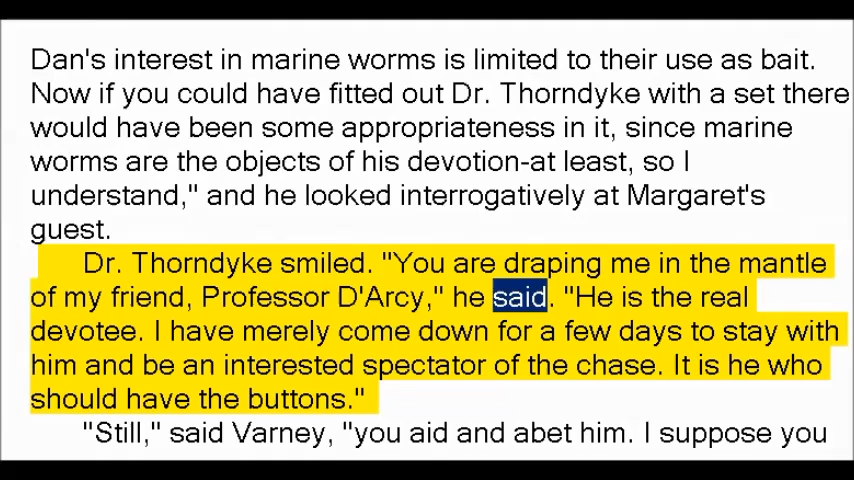 Dan's interest in marine worms is limited to their use as bait.
Now if you could have fitted out Dr. Thorndyke with a set there
would have been some appropriateness in it, since marine
worms are the objects of his devotion-at least, so I
understand," and he looked interrogatively at Margaret's
guest.
Dr. Thorndyke smiled. "You are draping me in the mantle
of my friend, Professor D'Arcy," he said. "He is the real
devotee. I have merely come down for a few days to stay with
him and be an interested spectator of the chase. It is he who
should have the buttons."
"Still," said Varney, "you aid and abet him. I suppose you